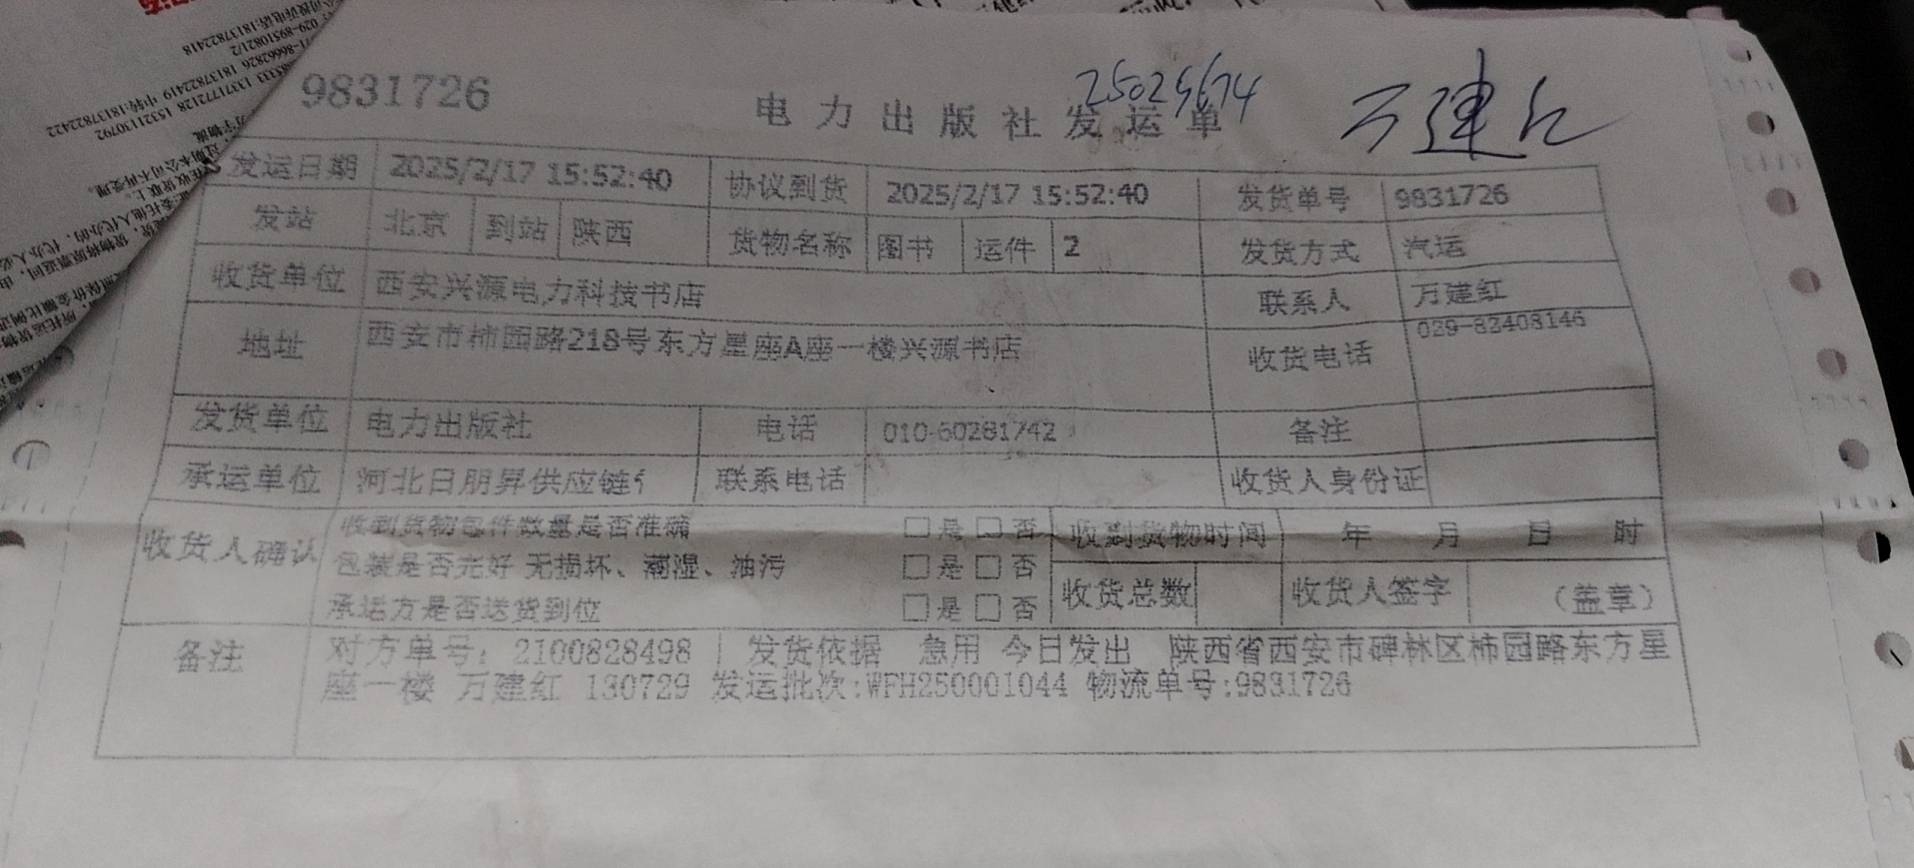 9831726
电力出版社发运单
万建红
发运日期 2025/2/17 15:52:40 协议到货 2025/2/17 15:52:40 发货单号 9831726
发站 北京 到站 陕西 货物名称 图书 运件 2 发货方式 汽运
收货单位 西安兴源电力科技书店 联系人 万建红
地址 西安市柿园路218号东方星座A座一楼兴源书店 收货电话 029-82408146
发货单位 电力出版社 电话 010-60281742 备注
承运单位 河北日朋昇供应链 联系电话 收货人身份证
收货人确认 收到货物包件数量是否准确 □是 □否 收到货物时间 年 月 日 时
包装是否完好 无损坏、潮湿、油污 □是 □否
承运方是否送货到位 □是 □否 收货总数 收货人签字 (盖章)
备注 对方单号: 2100828498 | 发货依据 急用 今日发出 陕西省西安市碑林区柿园路东方星
座一楼 万建红 130729 发运批次:WFH250001044 物流单号:9831726